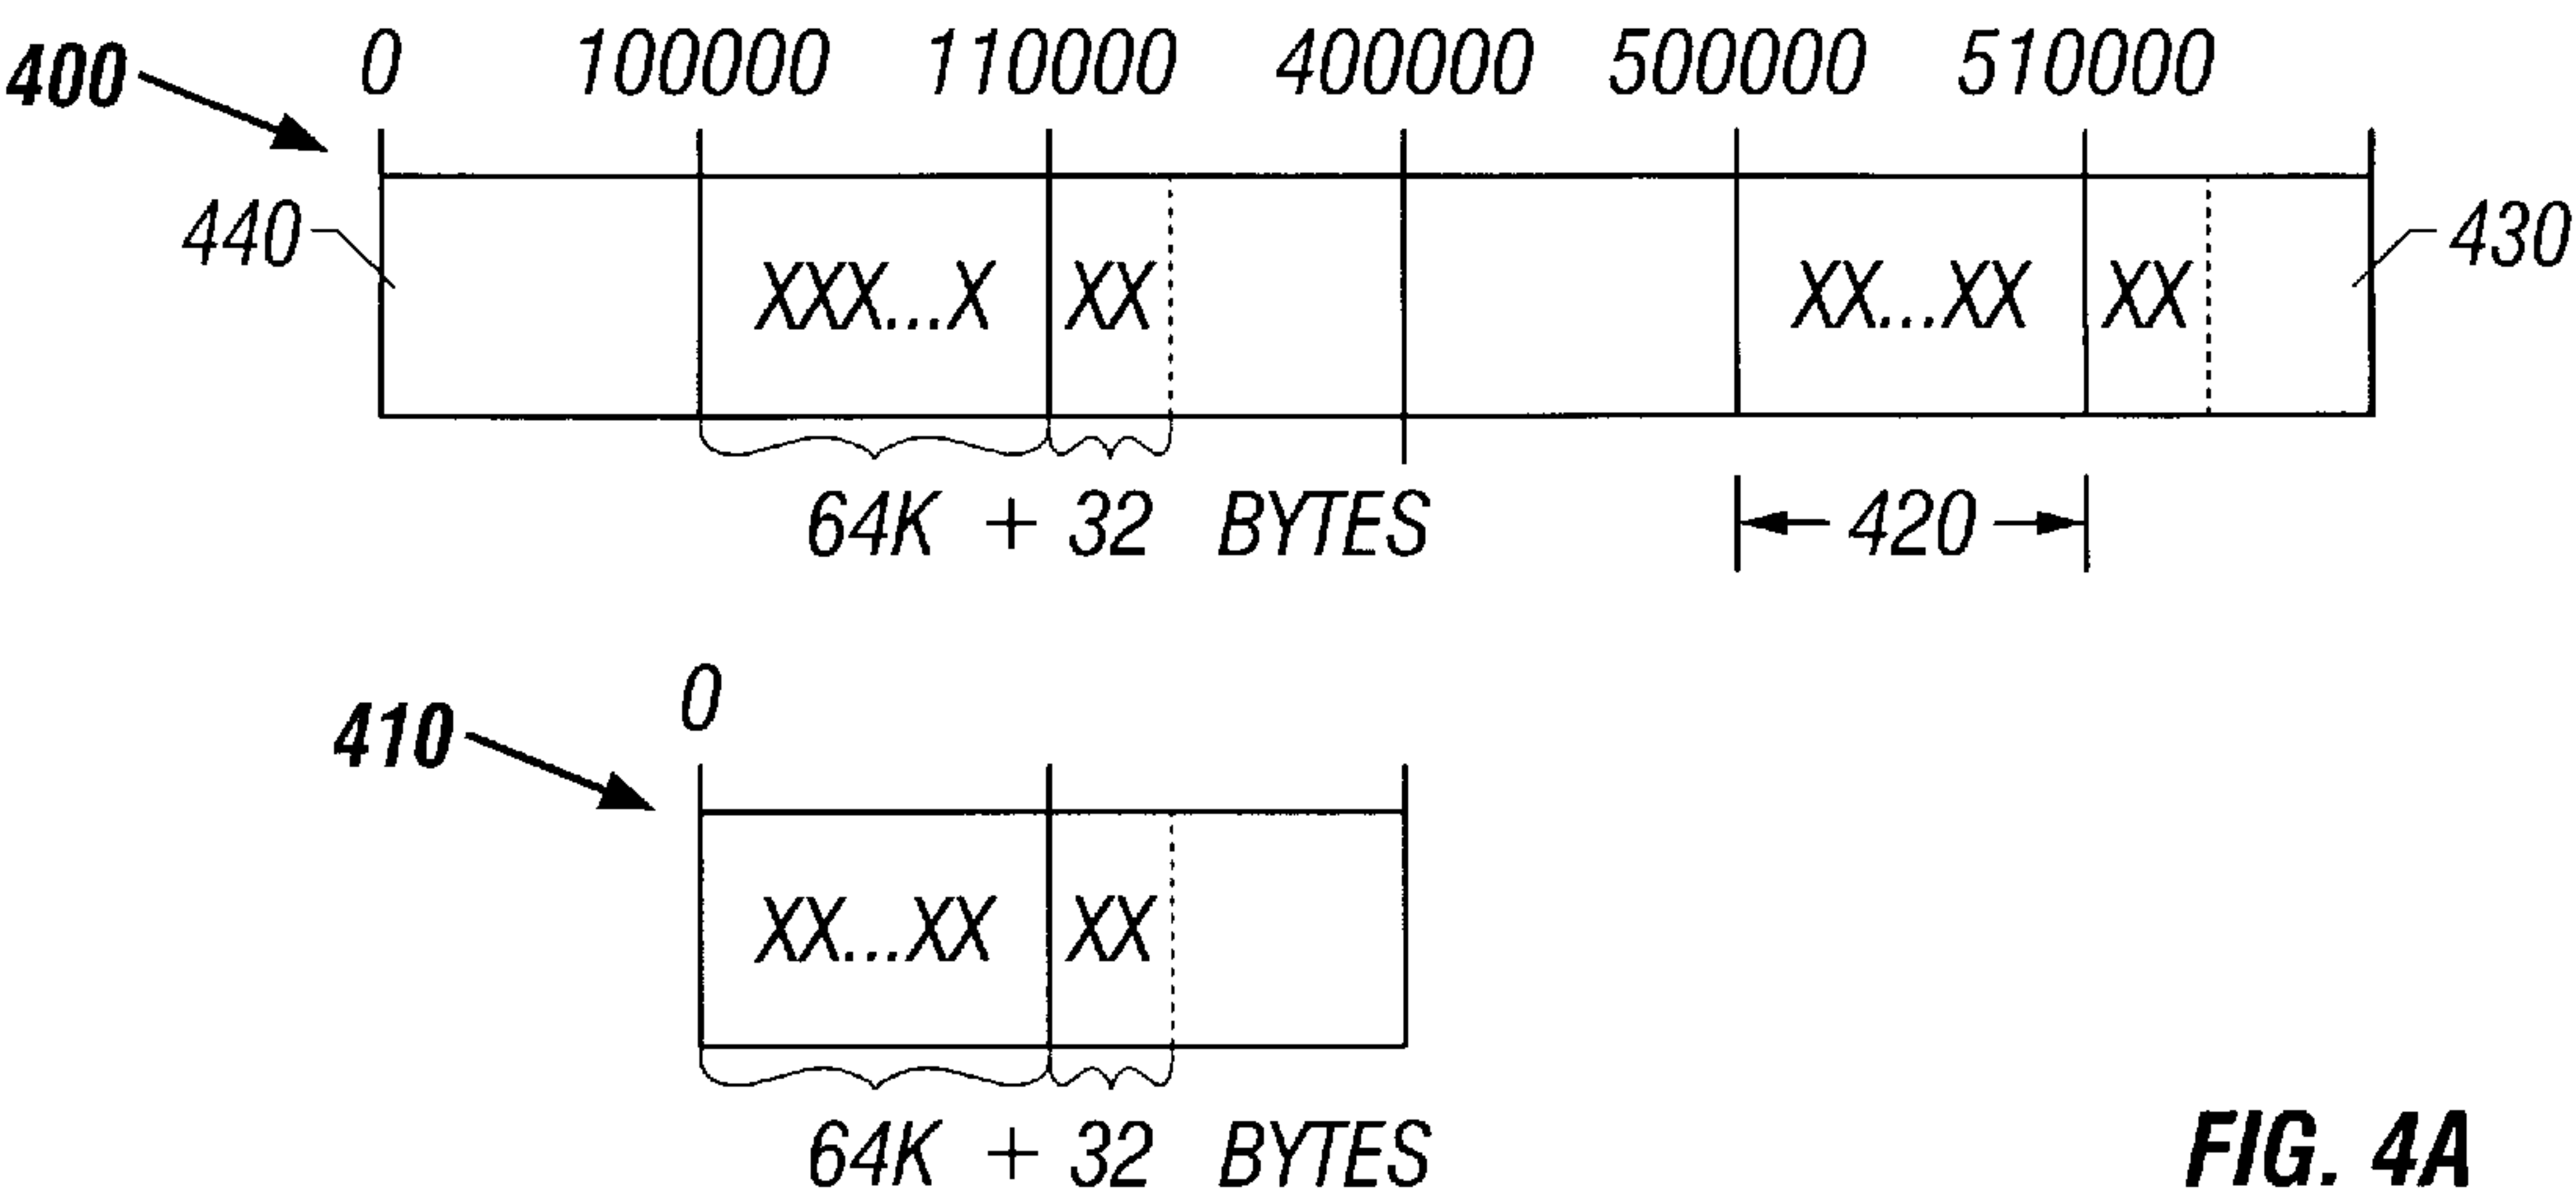 400 0 100000 110000 400000 500000 510000
440 XXX...X XX XX...XX XX 430
64K + 32 BYTES 420
0
410
XX...XX XX
64K + 32 BYTES
FIG. 4A